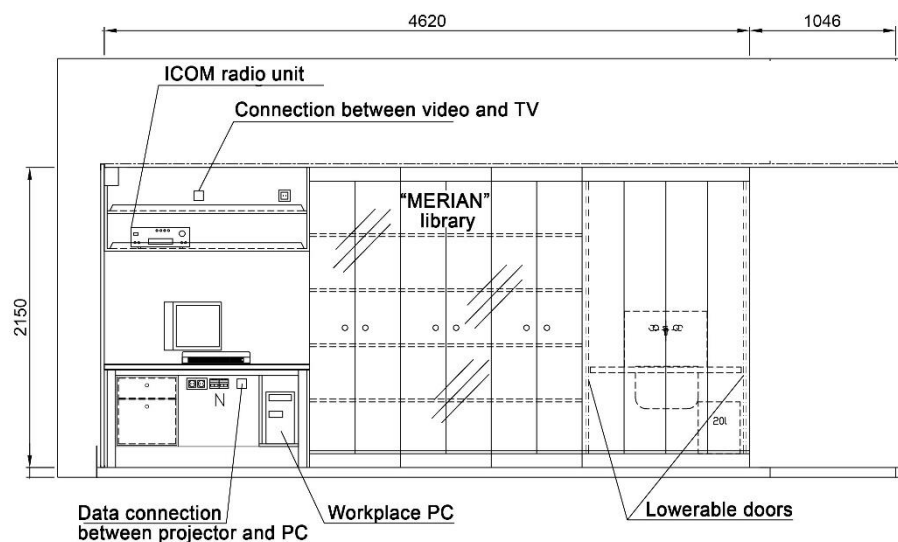 4620
1046
ICOM radio unit
Connection between video and TV
“MERIAN”
library
2150
N
20l
Data connection
between projector and PC
Workplace PC
Lowerable doors